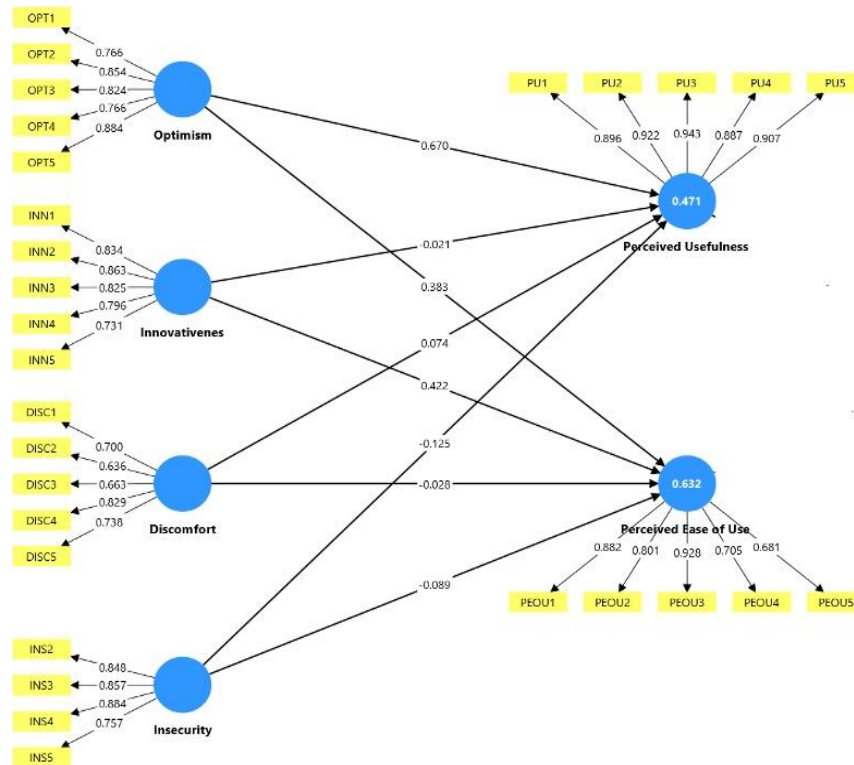 OPT1
OPT2
OPT3
OPT4
OPT5
0.766
0.854
0.824
0.766
0.884
Optimism
INN1
INN2
INN3
INN4
INN5
0.834
0.863
0.825
0.796
0.731
Innovativenes
DISC1
DISC2
DISC3
DISC4
DISC5
0.700
0.636
0.663
0.829
0.738
Discomfort
INS2
INS3
INS4
INS5
0.848
0.857
0.884
0.757
Insecurity
0.670
-0.021
0.383
0.074
0.422
-0.125
-0.028
-0.089
PU1 PU2 PU3 PU4 PU5
0.896 0.922 0.943 0.887 0.907
0.471
Perceived Usefulness
0.632
Perceived Ease of Use
0.882 0.801 0.928 0.705 0.681
PEOU1 PEOU2 PEOU3 PEOU4 PEOU5